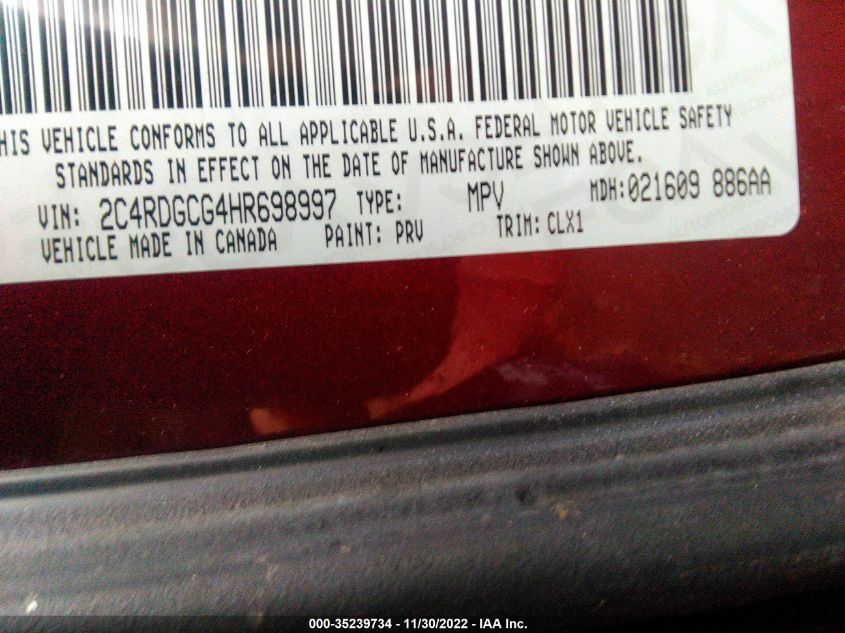 HIS VEHICLE CONFORMS TO ALL APPLICABLE U.S.A. FEDERAL MOTOR VEHICLE SAFETY
STANDARDS IN EFFECT ON THE DATE OF MANUFACTURE SHOWN ABOVE.
VIN: 2C4RDGCG4HR698997 TYPE: MPV MDH:021609 886AA
VEHICLE MADE IN CANADA PAINT: PRV TRIM: CLX1
000-35239734 - 11/30/2022 - IAA Inc.